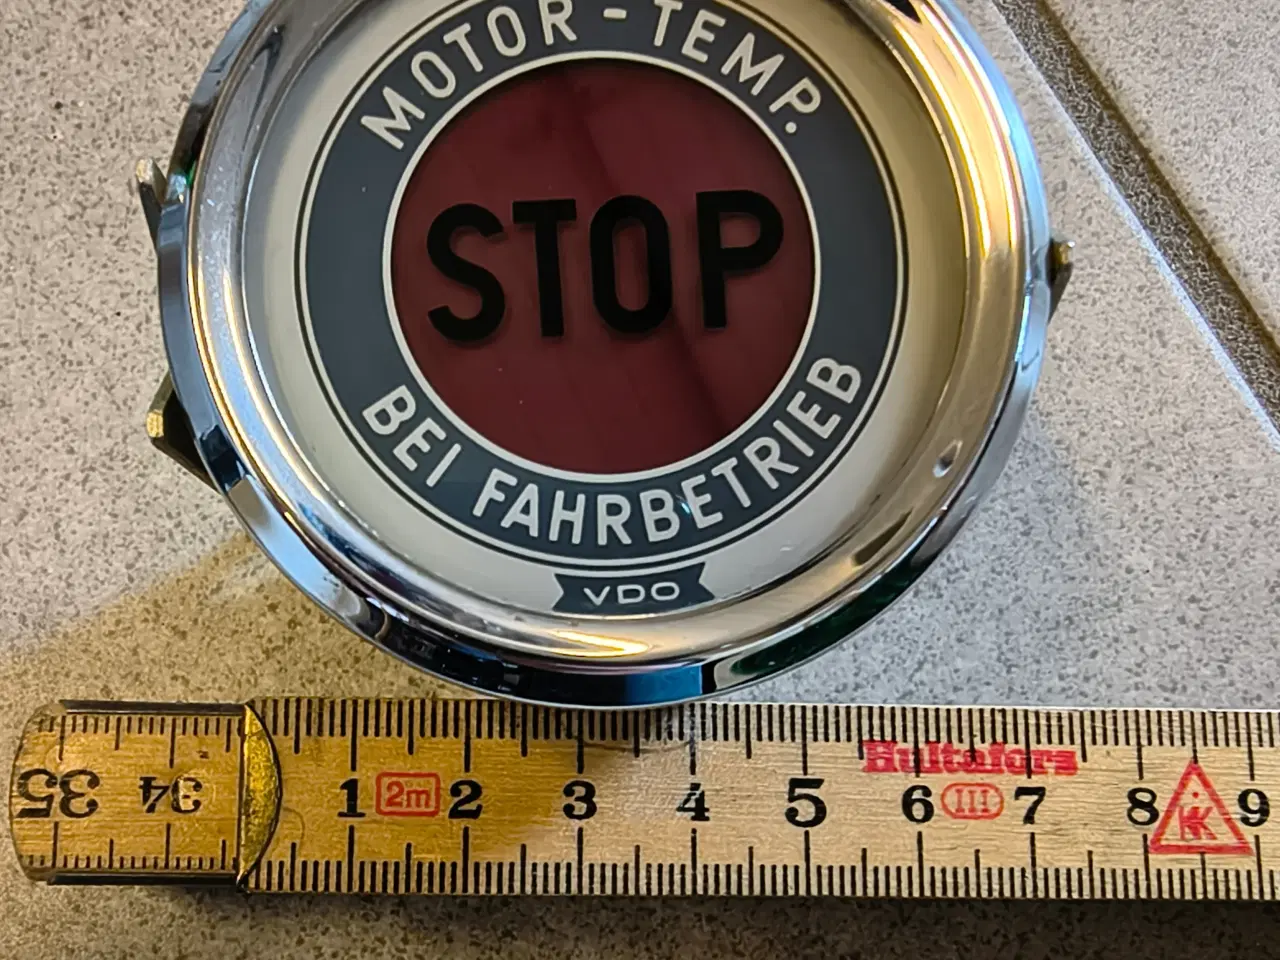 MOTOR - TEMP.
STOP
BEI FAHRBETRIEB
VDO
Hultafors
35 34 1 2m 2 3 4 5 6 III 7 8 HK 9